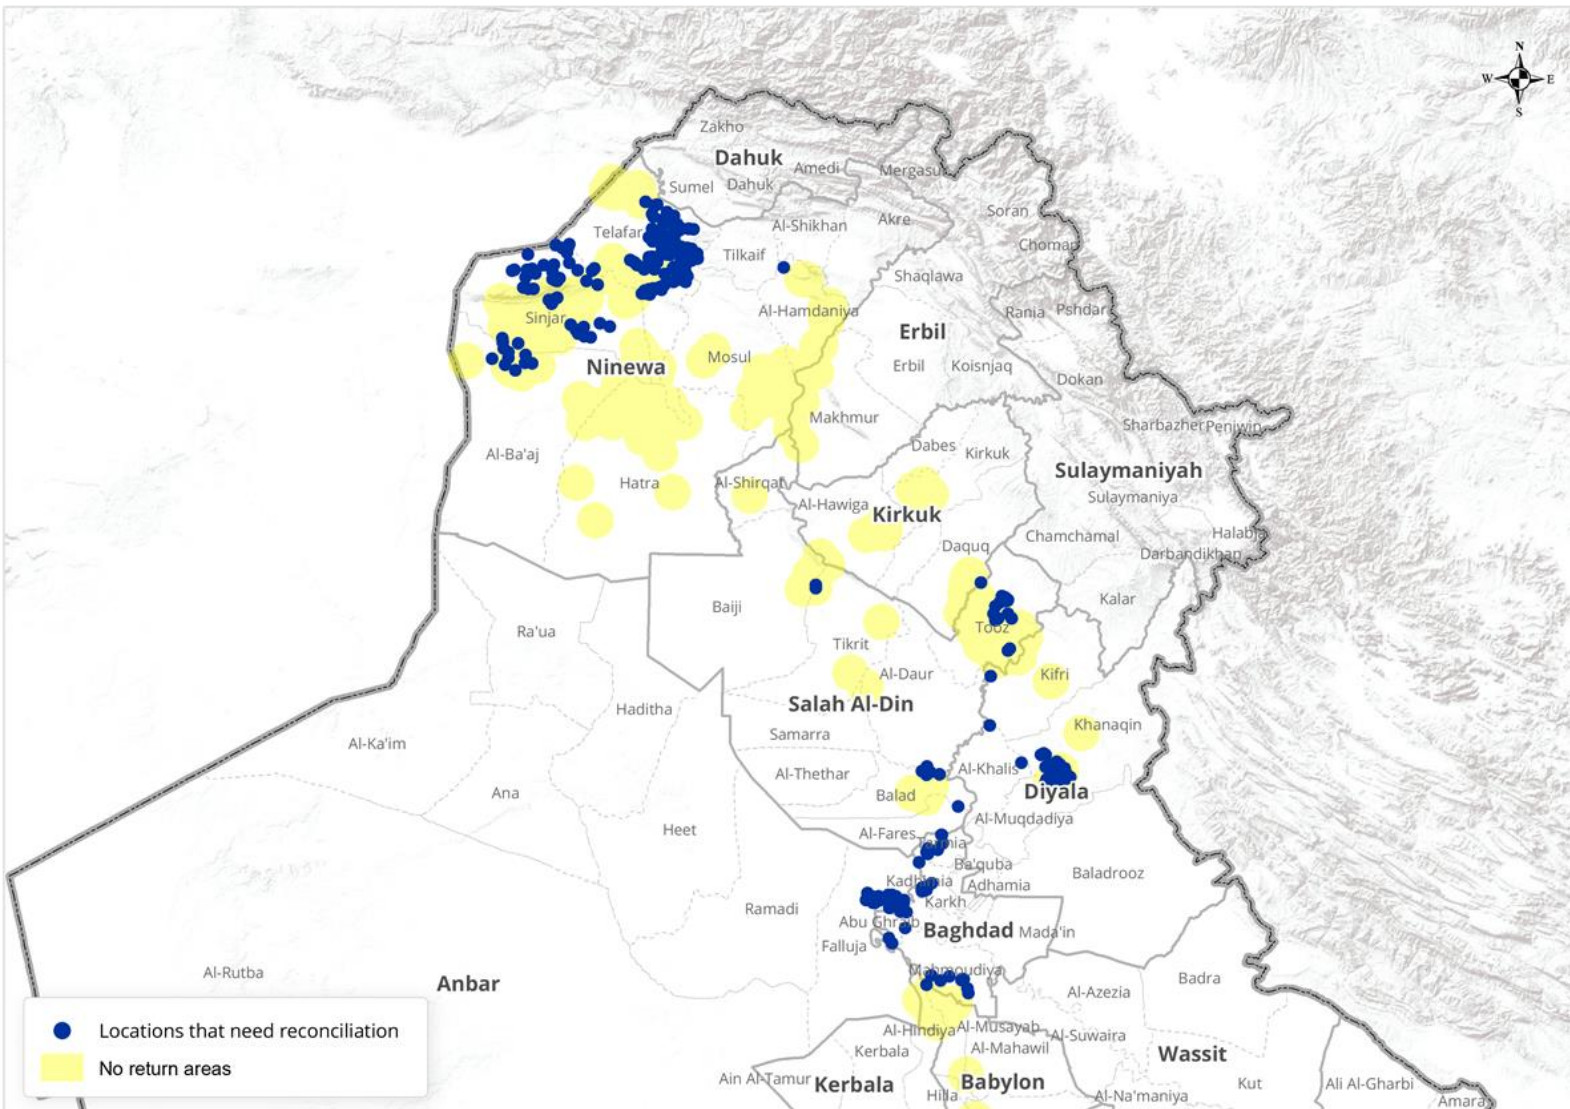 N
W E
S
Zakho
Dahuk
Amedi
Mergasu
Sumel
Dahuk
Soran
Akre
Al-Shikhan
Telafar
Choman
Tilkaif
Shaqlawa
Rania
Pshdar
Al-Hamdaniya
Sinjar
Erbil
Mosul
Ninewa
Erbil
Koisnjaq
Dokan
Makhmur
Sharbazher
Penjwin
Dabes
Kirkuk
Al-Ba'aj
Sulaymaniyah
Hatra
Al-Shirqat
Sulaymaniya
Al-Hawiga
Kirkuk
Chamchamal
Halabja
Daquq
Darbandikhan
Baiji
Kalar
Ra'ua
Tooz
Tikrit
Al-Daur
Kifri
Salah Al-Din
Haditha
Khanaqin
Samarra
Al-Ka'im
Al-Thethar
Al-Khalis
Ana
Balad
Diyala
Al-Muqdadiya
Heet
Al-Fares
Tarmia
Ba'quba
Baladrooz
Kadhimia
Adhamia
Karkh
Ramadi
Abu Ghraib
Baghdad
Mada'in
Falluja
Al-Rutba
Mahmoudiya
Anbar
Badra
Al-Azezia
Al-Hindiya
Al-Musayab
Al-Suwaira
Kerbala
Al-Mahawil
Wassit
Ain Al-Tamur
Kerbala
Babylon
Kut
Ali Al-Gharbi
Hilla
Al-Na'maniya
Amara
Locations that need reconciliation
No return areas